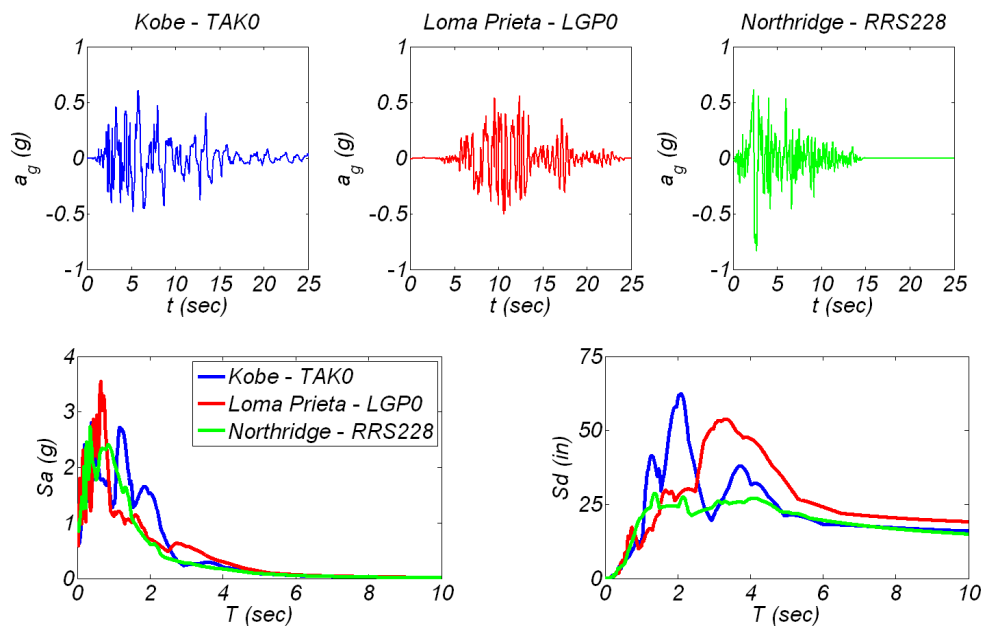 Kobe - TAK0
Loma Prieta - LGP0
Northridge - RRS228
1
0.5
0
-0.5
-1
a_g (g)
0 5 10 15 20 25
t (sec)
1
0.5
0
-0.5
-1
a_g (g)
0 5 10 15 20 25
t (sec)
1
0.5
0
-0.5
-1
a_g (g)
0 5 10 15 20 25
t (sec)
4
3
2
1
0
Sa (g)
Kobe - TAK0
Loma Prieta - LGP0
Northridge - RRS228
0 2 4 6 8 10
T (sec)
75
50
25
0
Sd (in)
0 2 4 6 8 10
T (sec)